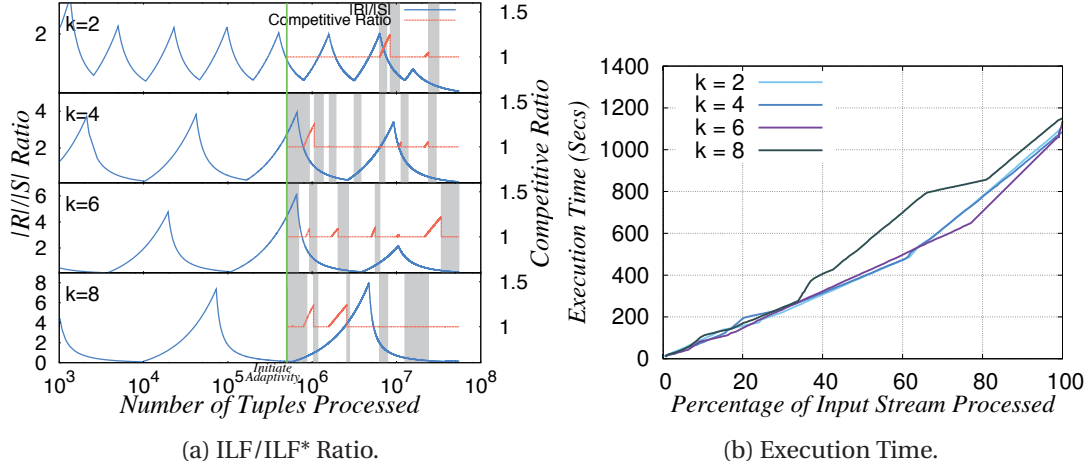 |R|/|S|
Competitive Ratio
k=2
2
1.5
1
k=4
4
2
0
1.5
1
k=6
6
4
2
0
1.5
1
k=8
8
6
4
2
0
1.5
1
|R|/|S| Ratio
Competitive Ratio
10^3 10^4 10^5 10^6 10^7 10^8
Initiate
Adaptivity
Number of Tuples Processed
(a) ILF/ILF* Ratio.
1400
1200
1000
800
600
400
200
0
k = 2
k = 4
k = 6
k = 8
Execution Time (Secs)
0 20 40 60 80 100
Percentage of Input Stream Processed
(b) Execution Time.